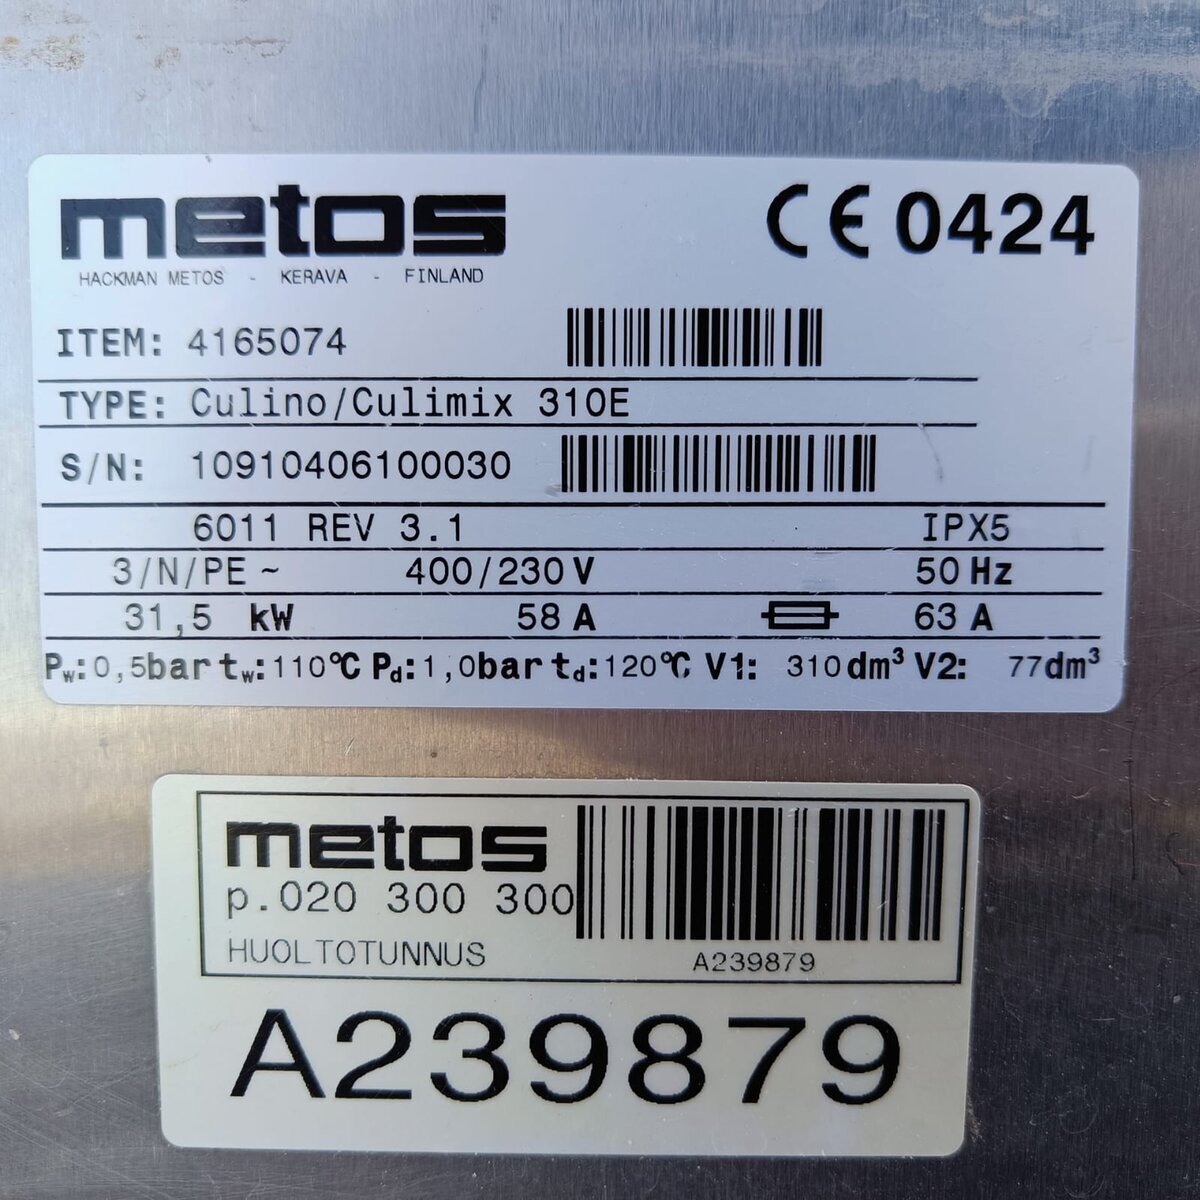 metos
CE 0424
HACKMAN METOS - KERAVA - FINLAND
ITEM: 4165074
TYPE: Culino/Culimix 310E
S/N: 10910406100030
6011 REV 3.1 IPX5
3/N/PE ~ 400/230 V 50 Hz
31,5 kW 58 A 63 A
Pw:0,5bar tw:110°C Pd:1,0bar td:120°C V1: 310dm³ V2: 77dm³
metos
p.020 300 300
HUOLTOTUNNUS
A239879
A239879